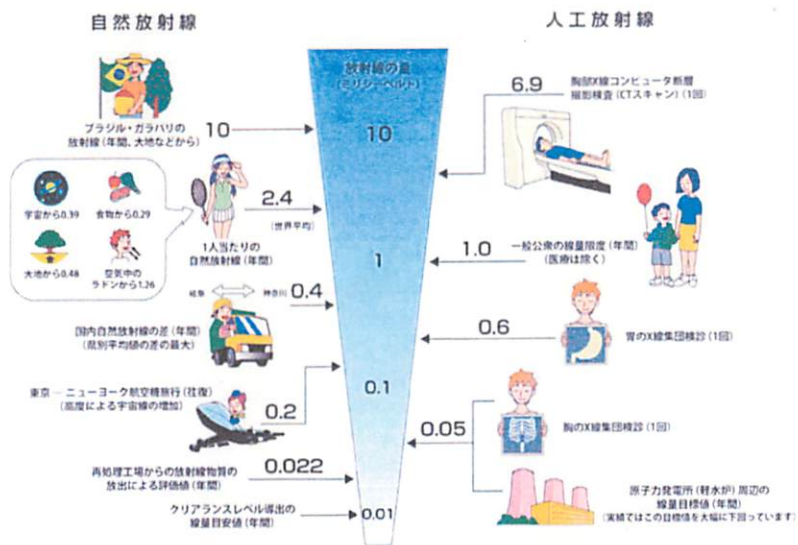 自然放射線
人工放射線
放射線の量
(ミリシーベルト)
10
1
0.1
0.01
ブラジル・ガラハリの
放射線(年間、大地などから)
10
宇宙から0.39
食物から0.29
大地から0.48
空気中の
ラドンから1.26
2.4
(世界平均)
1人当たりの
自然放射線(年間)
岐阜
神奈川
0.4
国内自然放射線の差(年間)
(県別平均値の差の最大)
東京―ニューヨーク航空機旅行(往復)
(高度による宇宙線の増加)
0.2
再処理工場からの放射線物質の
放出による評価値(年間)
0.022
クリアランスレベル導出の
線量目安値(年間)
6.9
胸部X線コンピュータ断層
撮影検査(CTスキャン)(1回)
1.0
一般公衆の線量限度(年間)
(医療は除く)
0.6
胃のX線集団検診(1回)
0.05
胸のX線集団検診(1回)
原子力発電所(軽水炉)周辺の
線量目標値(年間)
(実績ではこの目標値を大幅に下回っています)